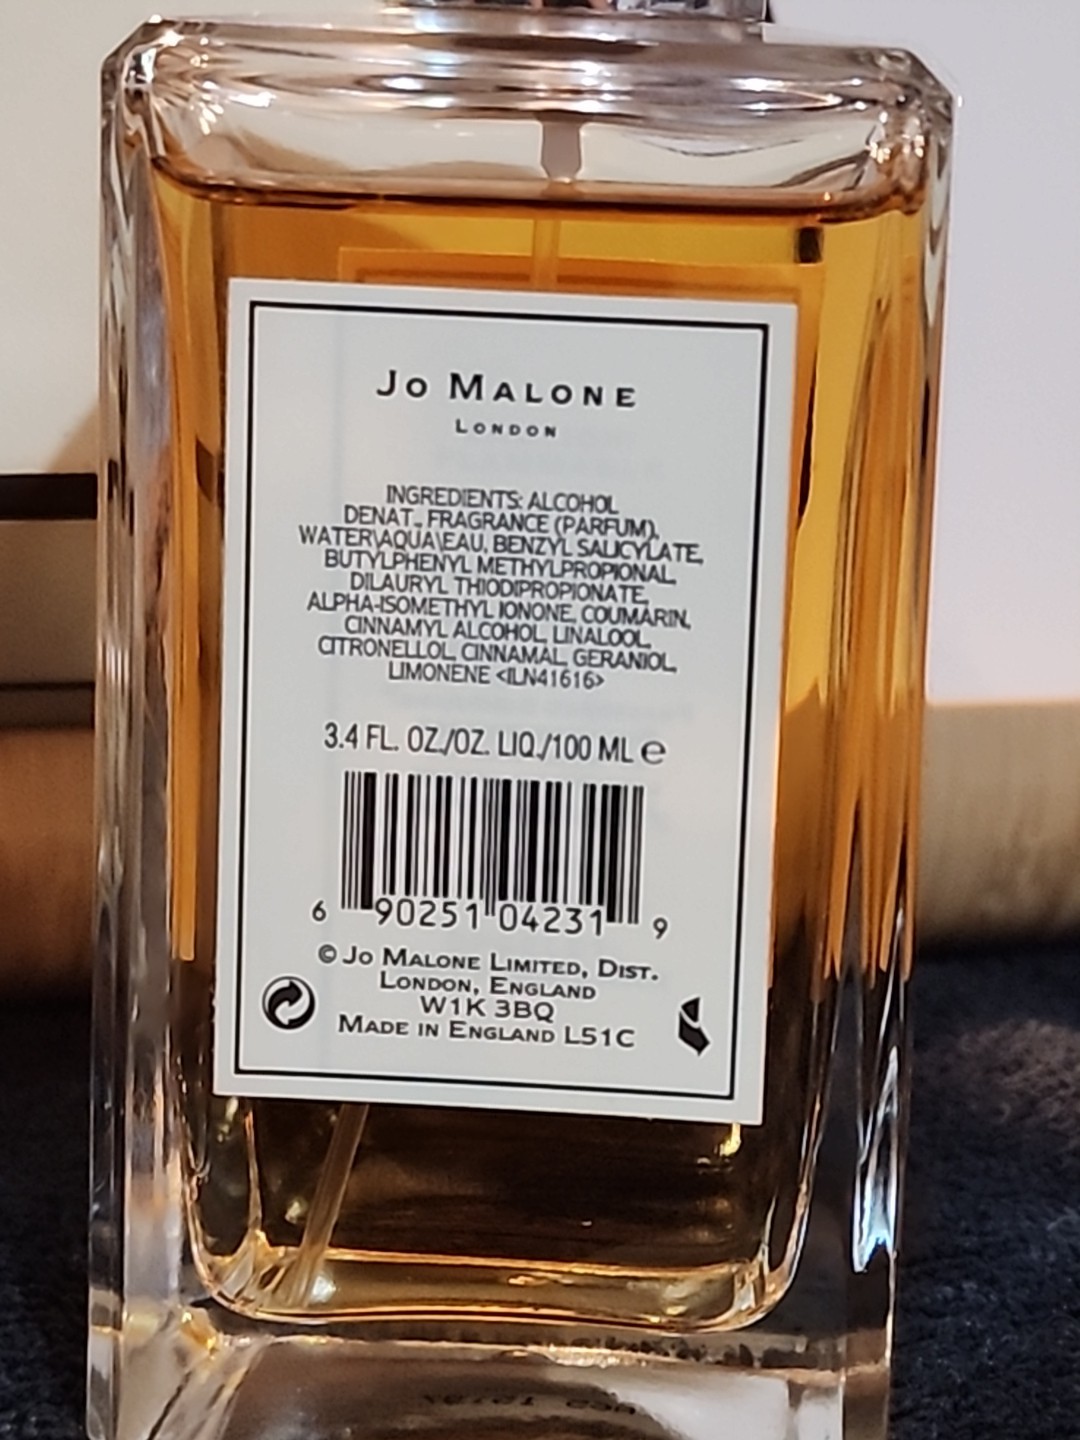 JO MALONE
LONDON
INGREDIENTS: ALCOHOL
DENAT., FRAGRANCE (PARFUM),
WATER\AQUA\EAU, BENZYL SALICYLATE,
BUTYLPHENYL METHYLPROPIONAL,
DILAURYL THIODIPROPIONATE,
ALPHA-ISOMETHYL IONONE, COUMARIN,
CINNAMYL ALCOHOL, LINALOOL,
CITRONELLOL, CINNAMAL, GERANIOL,
LIMONENE <ILN41616>
3.4 FL. OZ./OZ. LIQ./100 ML e
6 90251 04231 9
© JO MALONE LIMITED, DIST.
LONDON, ENGLAND
W1K 3BQ
MADE IN ENGLAND L51C